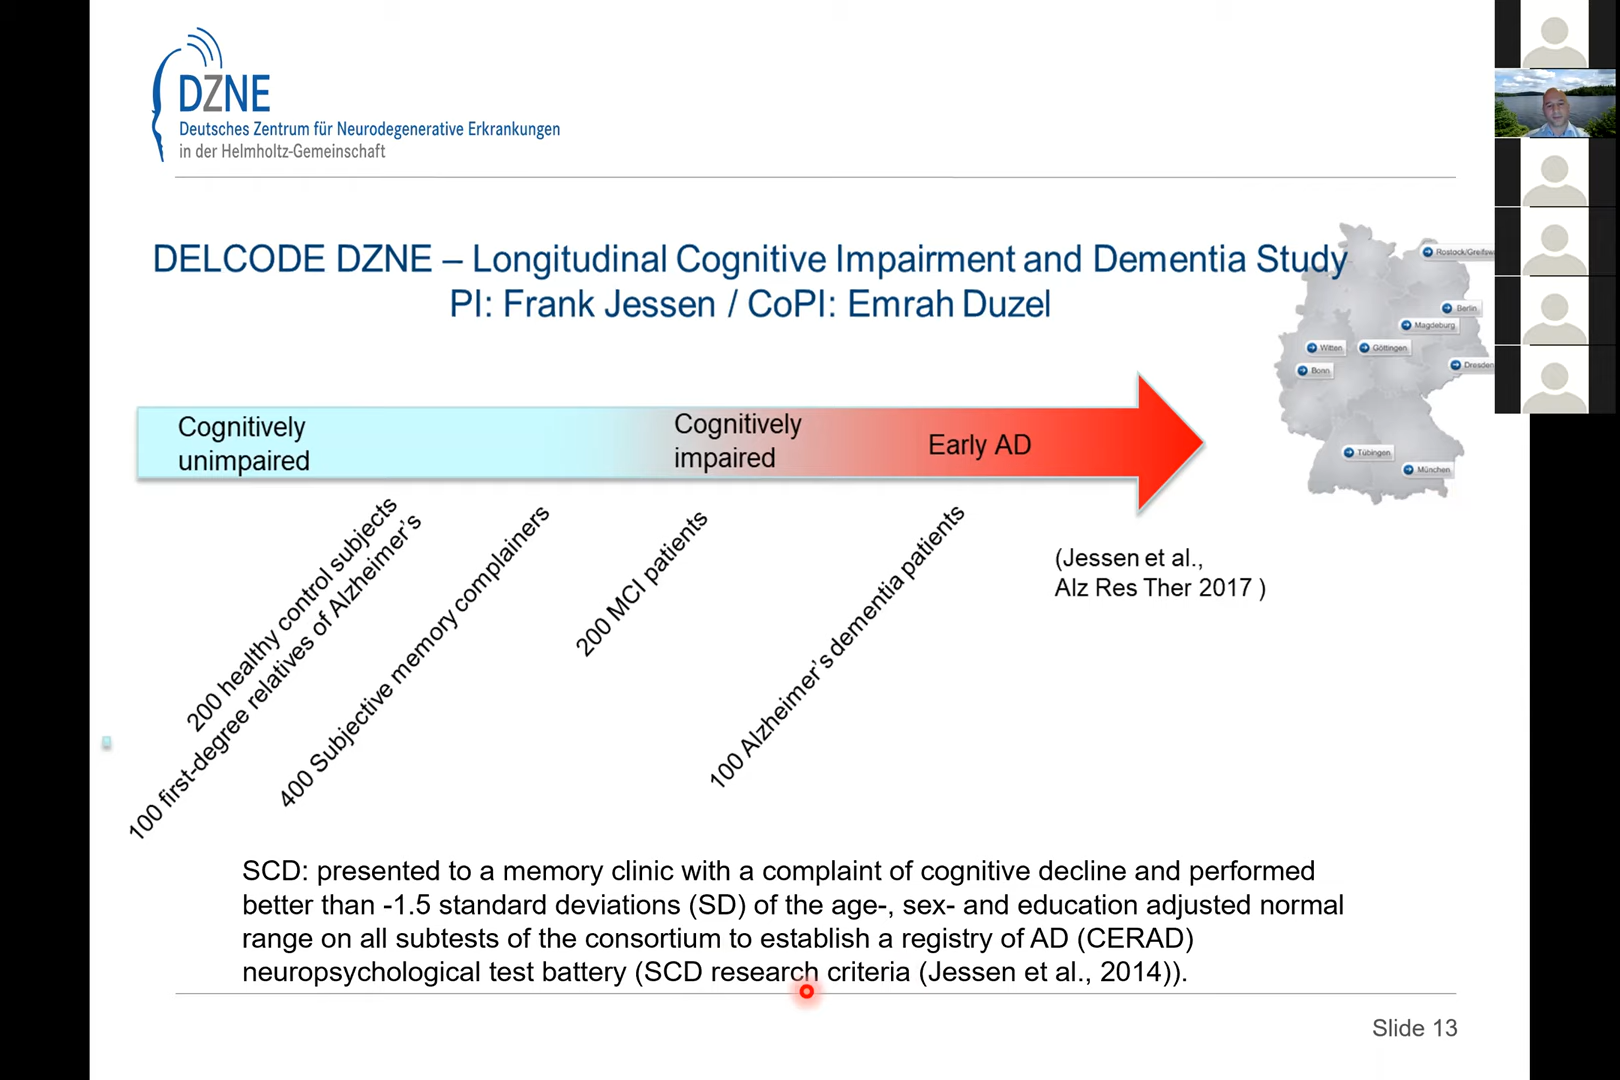 DZNE
Deutsches Zentrum für Neurodegenerative Erkrankungen
in der Helmholtz-Gemeinschaft
DELCODE DZNE – Longitudinal Cognitive Impairment and Dementia Study
PI: Frank Jessen / CoPI: Emrah Duzel
Rostock/Greifsw
Berlin
Magdeburg
Witten
Göttingen
Dresden
Bonn
Tübingen
München
Cognitively
unimpaired
Cognitively
impaired
Early AD
200 healthy control subjects
100 first-degree relatives of Alzheimer's
400 Subjective memory complainers
200 MCI patients
100 Alzheimer's dementia patients
(Jessen et al.,
Alz Res Ther 2017 )
SCD: presented to a memory clinic with a complaint of cognitive decline and performed
better than -1.5 standard deviations (SD) of the age-, sex- and education adjusted normal
range on all subtests of the consortium to establish a registry of AD (CERAD)
neuropsychological test battery (SCD research criteria (Jessen et al., 2014)).
Slide 13